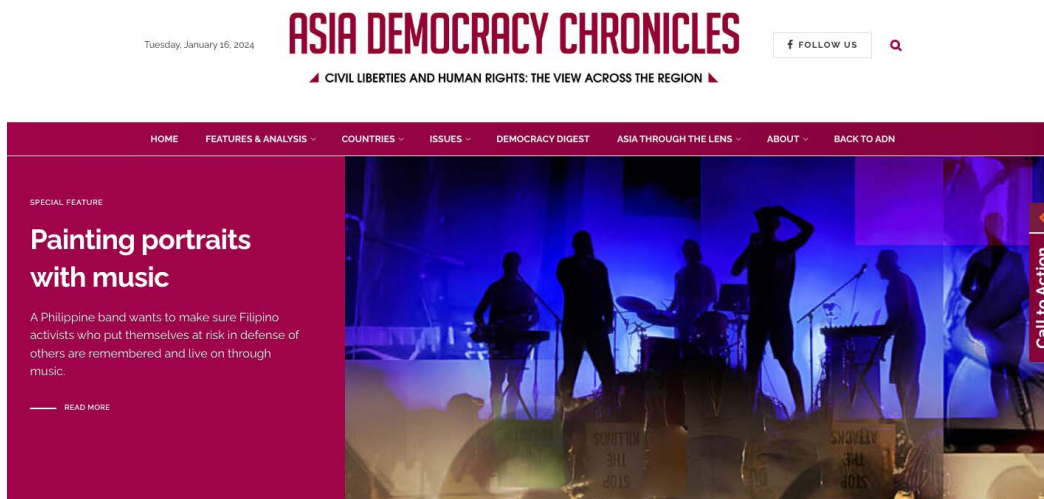 Tuesday, January 16, 2024
ASIA DEMOCRACY CHRONICLES
CIVIL LIBERTIES AND HUMAN RIGHTS: THE VIEW ACROSS THE REGION
FOLLOW US
HOME FEATURES & ANALYSIS COUNTRIES ISSUES DEMOCRACY DIGEST ASIA THROUGH THE LENS ABOUT BACK TO ADN
SPECIAL FEATURE
Painting portraits
with music
A Philippine band wants to make sure Filipino
activists who put themselves at risk in defense of
others are remembered and live on through
music.
READ MORE
Call to Action
STOP
THE
KILLINGS
STOP
THE
ATTACKS